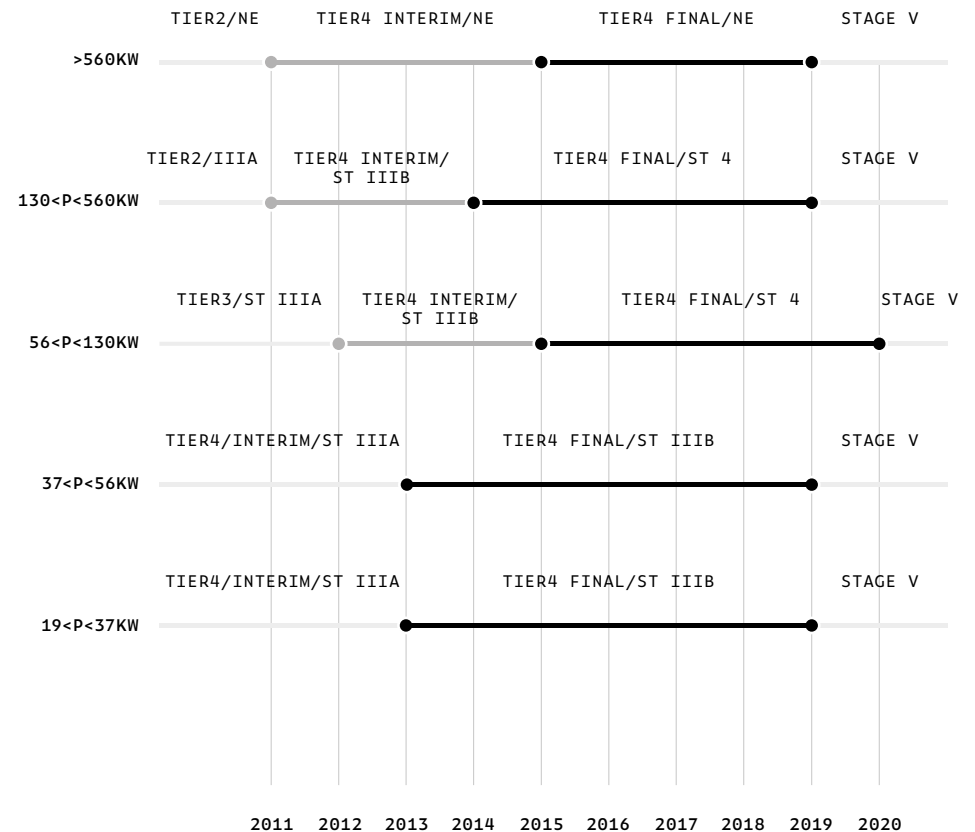 TIER2/NE TIER4 INTERIM/NE TIER4 FINAL/NE STAGE V
>560KW
TIER2/IIIA TIER4 INTERIM/ TIER4 FINAL/ST 4 STAGE V
ST IIIB
130<P<560KW
TIER3/ST IIIA TIER4 INTERIM/ TIER4 FINAL/ST 4 STAGE V
ST IIIB
56<P<130KW
TIER4/INTERIM/ST IIIA TIER4 FINAL/ST IIIB STAGE V
37<P<56KW
TIER4/INTERIM/ST IIIA TIER4 FINAL/ST IIIB STAGE V
19<P<37KW
2011 2012 2013 2014 2015 2016 2017 2018 2019 2020